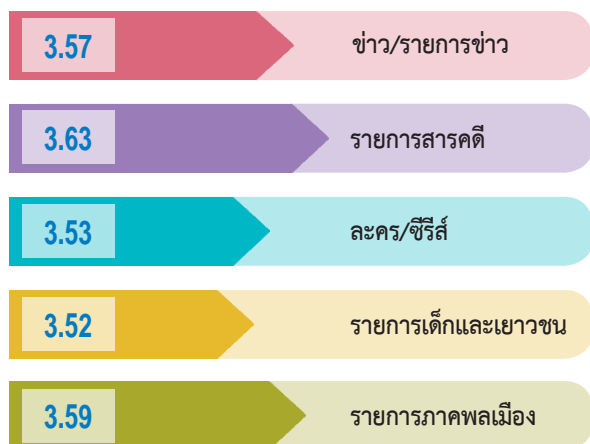 3.57 ข่าว/รายการข่าว
3.63 รายการสารคดี
3.53 ละคร/ซีรีส์
3.52 รายการเด็กและเยาวชน
3.59 รายการภาคพลเมือง